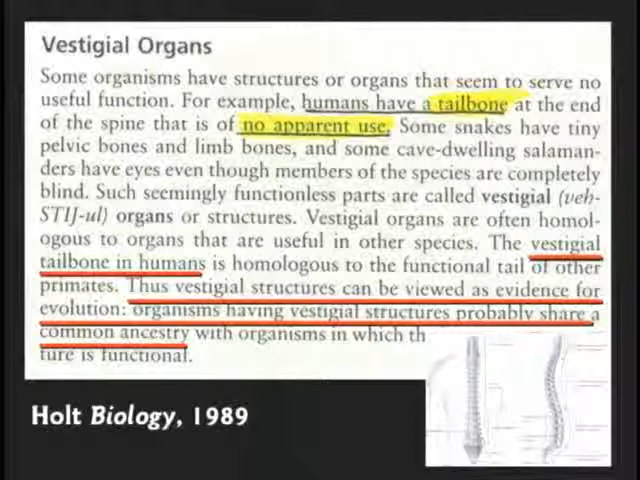 Vestigial Organs
Some organisms have structures or organs that seem to serve no
useful function. For example, humans have a tailbone at the end
of the spine that is of no apparent use. Some snakes have tiny
pelvic bones and limb bones, and some cave-dwelling salaman-
ders have eyes even though members of the species are completely
blind. Such seemingly functionless parts are called vestigial (veh-
STIJ-ul) organs or structures. Vestigial organs are often homol-
ogous to organs that are useful in other species. The vestigial
tailbone in humans is homologous to the functional tail of other
primates. Thus vestigial structures can be viewed as evidence for
evolution: organisms having vestigial structures probably share a
common ancestry with organisms in which th
ture is functional.
Holt Biology, 1989